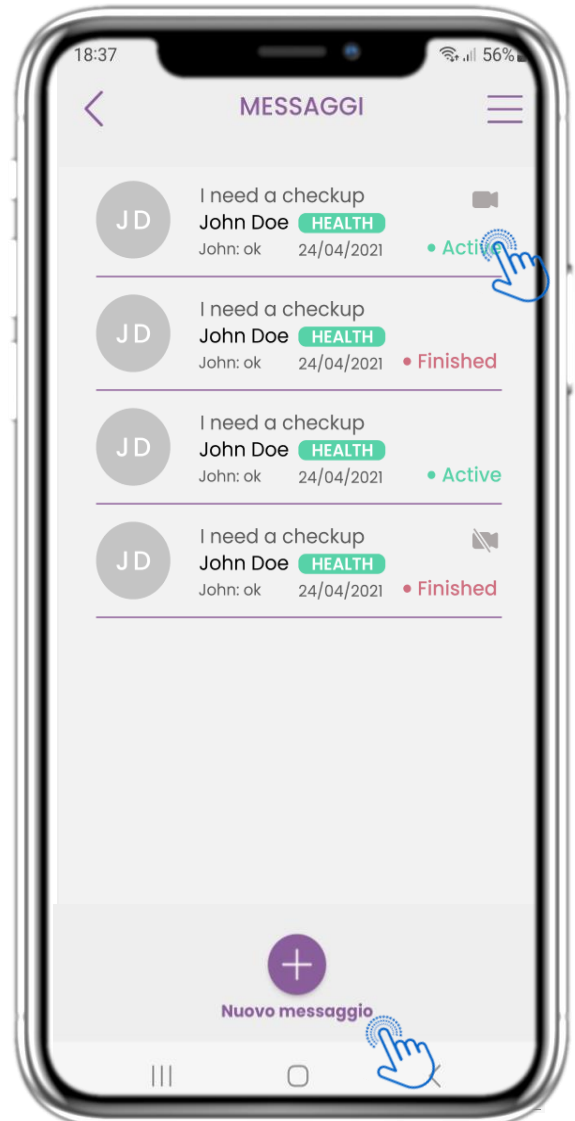 18:37 56%
MESSAGGI
I need a checkup
JD John Doe HEALTH
John: ok 24/04/2021 • Active
I need a checkup
JD John Doe HEALTH
John: ok 24/04/2021 • Finished
I need a checkup
JD John Doe HEALTH
John: ok 24/04/2021 • Active
I need a checkup
JD John Doe HEALTH
John: ok 24/04/2021 • Finished
Nuovo messaggio